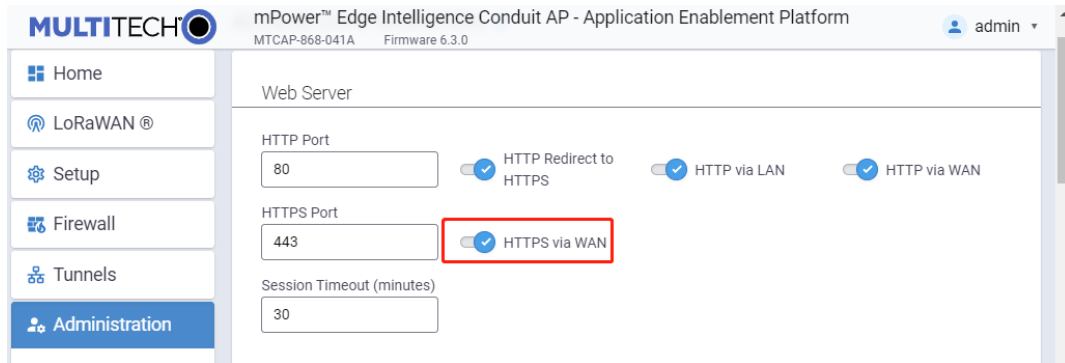 MULTITECH
mPower™ Edge Intelligence Conduit AP - Application Enablement Platform
MTCAP-868-041A Firmware 6.3.0
admin
Home
LoRaWAN ®
Setup
Firewall
Tunnels
Administration
Web Server
HTTP Port
80
HTTP Redirect to
HTTPS
HTTP via LAN
HTTP via WAN
HTTPS Port
443
HTTPS via WAN
Session Timeout (minutes)
30